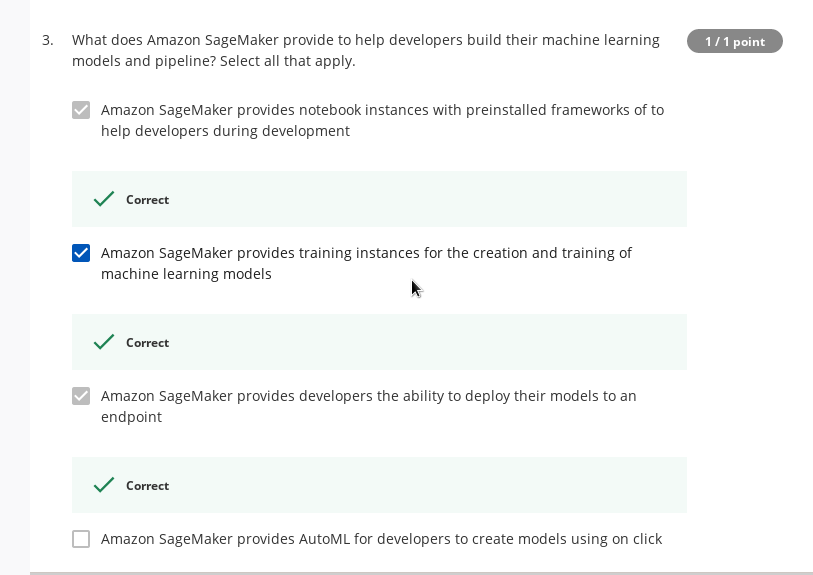 3. What does Amazon SageMaker provide to help developers build their machine learning
models and pipeline? Select all that apply.
1 / 1 point
Amazon SageMaker provides notebook instances with preinstalled frameworks of to
help developers during development
Correct
Amazon SageMaker provides training instances for the creation and training of
machine learning models
Correct
Amazon SageMaker provides developers the ability to deploy their models to an
endpoint
Correct
Amazon SageMaker provides AutoML for developers to create models using on click